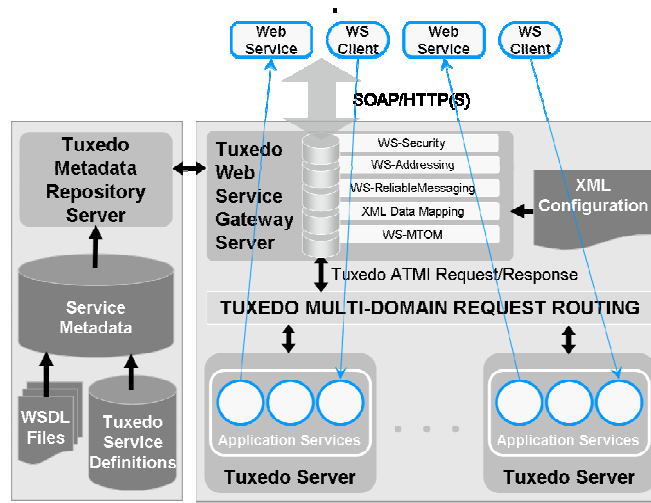 Web
Service
WS
Client
Web
Service
WS
Client
SOAP/HTTP(S)
Tuxedo
Metadata
Repository
Server
Tuxedo
Web
Service
Gateway
Server
WS-Security
WS-Addressing
WS-ReliableMessaging
XML Data Mapping
WS-MTOM
XML
Configuration
Tuxedo ATMI Request/Response
TUXEDO MULTI-DOMAIN REQUEST ROUTING
Service
Metadata
WSDL
Files
Tuxedo
Service
Definitions
Application Services
Tuxedo Server
. . . .
Application Services
Tuxedo Server